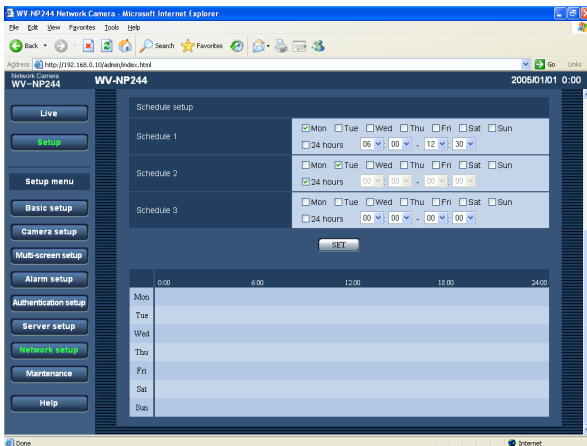 WV-NP244 Network Camera - Microsoft Internet Explorer
File Edit View Favorites Tools Help
Back Search Favorites
Address http://192.168.0.10/admin/index.html Go Links
Network Camera
WV-NP244 WV-NP244 2005/01/01 0:00
Live
Setup
Setup menu
Basic setup
Camera setup
Multi-screen setup
Alarm setup
Authentication setup
Server setup
Network setup
Maintenance
Help
Schedule setup
Schedule 1 Mon Tue Wed Thu Fri Sat Sun
24 hours 06 : 00 - 12 : 30
Schedule 2 Mon Tue Wed Thu Fri Sat Sun
24 hours 00 : 00 - 00 : 00
Schedule 3 Mon Tue Wed Thu Fri Sat Sun
24 hours 00 : 00 - 00 : 00
SET
0:00 6:00 12:00 18:00 24:00
Mon
Tue
Wed
Thu
Fri
Sat
Sun
Done Internet